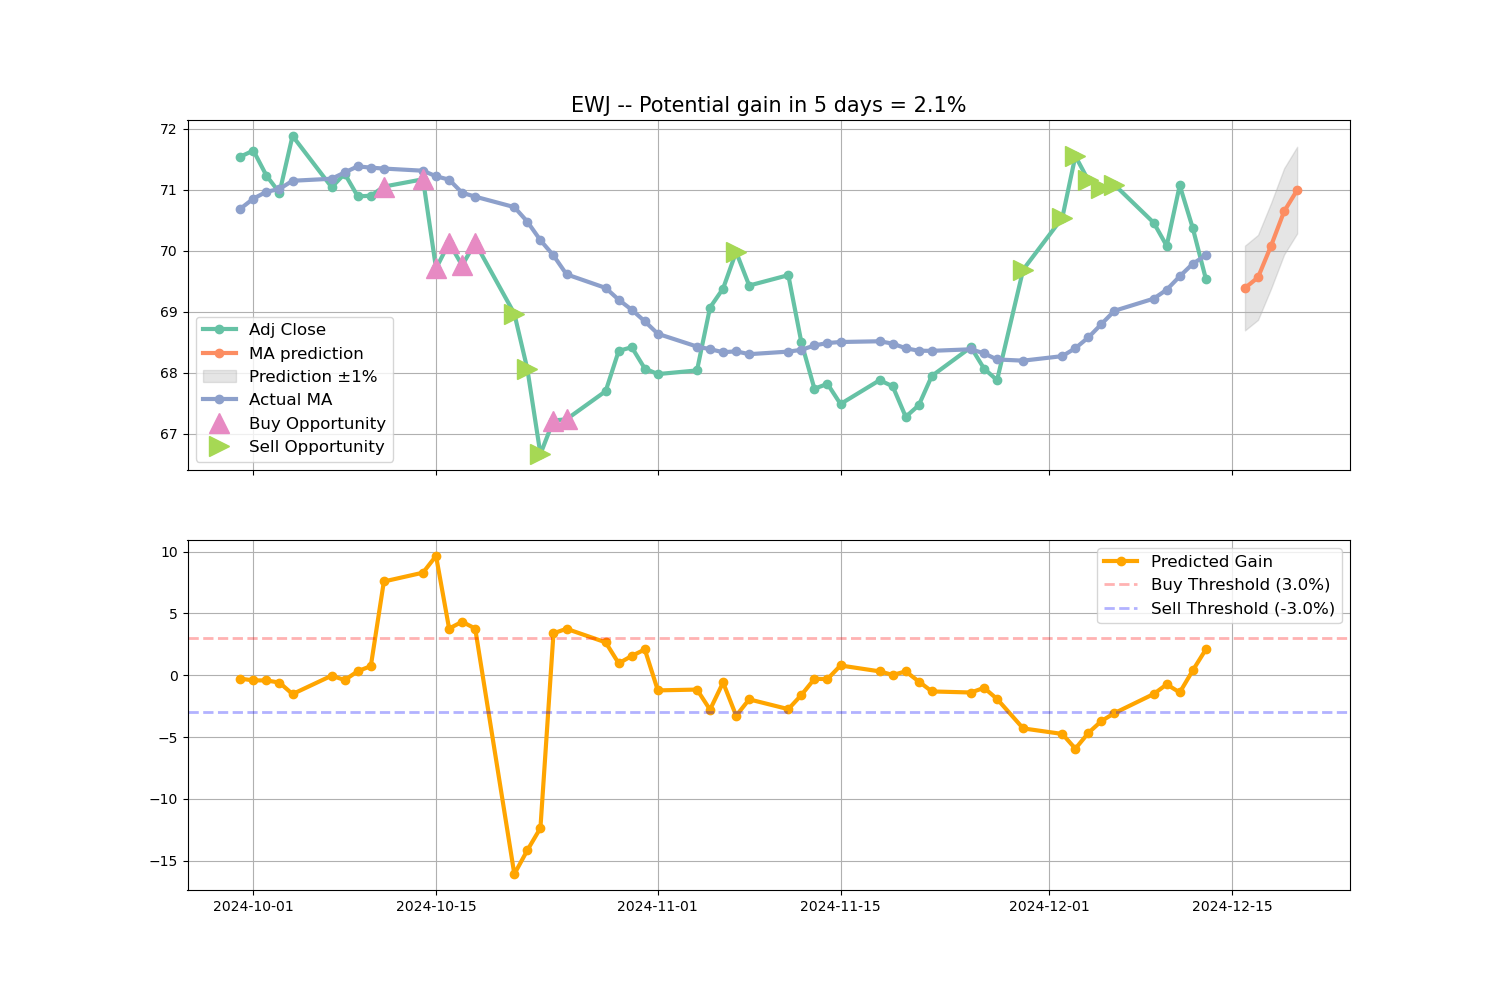 EWJ -- Potential gain in 5 days = 2.1%
72
71
70
69
68
67
Adj Close
MA prediction
Prediction ±1%
Actual MA
Buy Opportunity
Sell Opportunity
10
5
0
−5
−10
−15
Predicted Gain
Buy Threshold (3.0%)
Sell Threshold (-3.0%)
2024-10-01 2024-10-15 2024-11-01 2024-11-15 2024-12-01 2024-12-15